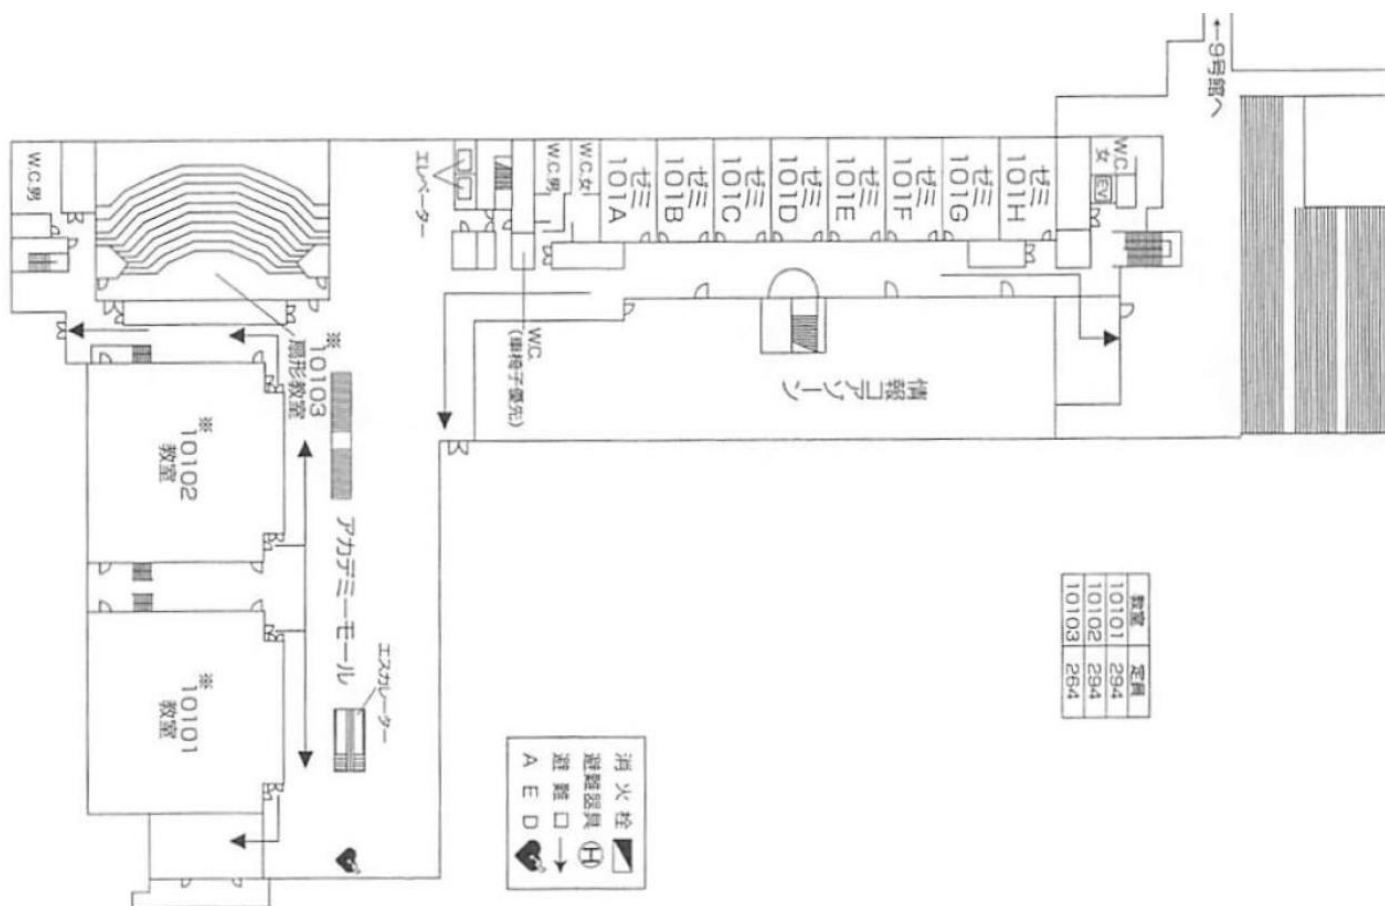 ←9号館へ
W.C.男
エレベーター
W.C.男
W.C.女
ゼミ
101A
ゼミ
101B
ゼミ
101C
ゼミ
101D
ゼミ
101E
ゼミ
101F
ゼミ
101G
ゼミ
101H
W.C.
女
EV
W.C.
(車椅子優先)
情報コアゾーン
※
10103
扇形教室
※
10102
教室
アカデミーモール
エスカレーター
※
10101
教室
教室 定員
10101 294
10102 294
10103 264
消火栓
避難器具 H
避難口→
AED